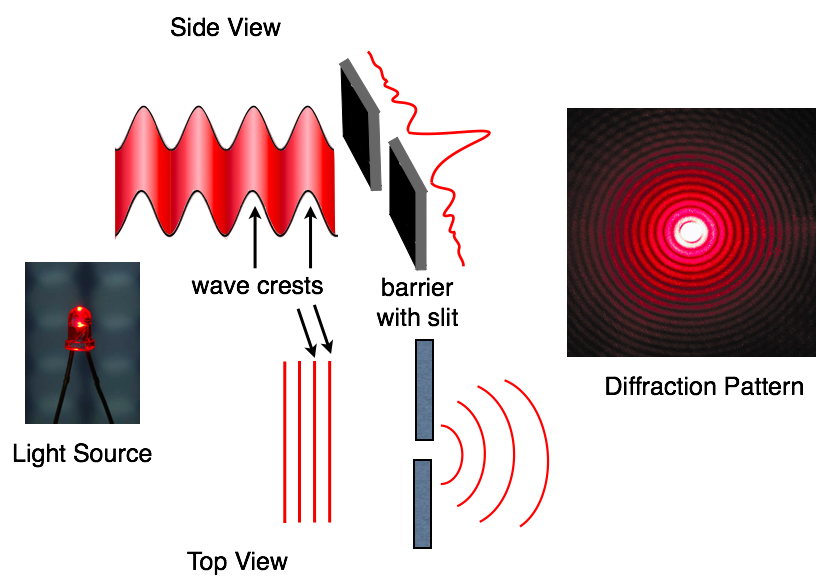 Side View
wave crests
barrier
with slit
Diffraction Pattern
Light Source
Top View